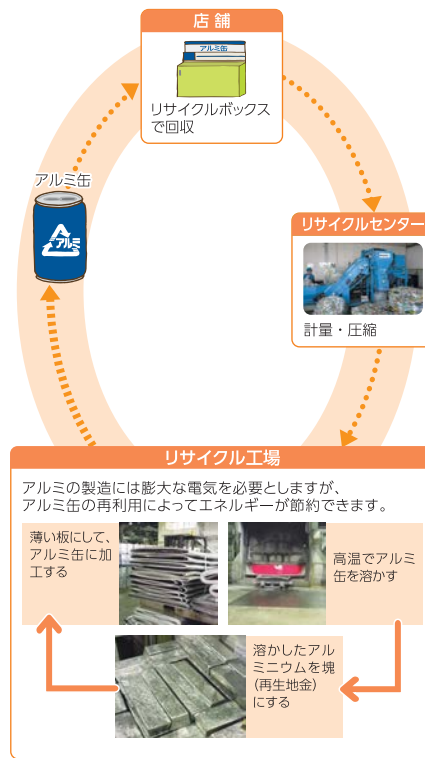 店舗
アルミ缶
リサイクルボックス
で回収
アルミ缶
アルミ
リサイクルセンター
計量・圧縮
リサイクル工場
アルミの製造には膨大な電気を必要としますが、
アルミ缶の再利用によってエネルギーが節約できます。
薄い板にして、
アルミ缶に加
工する
高温でアルミ
缶を溶かす
溶かしたアル
ミニウムを塊
(再生地金)
にする